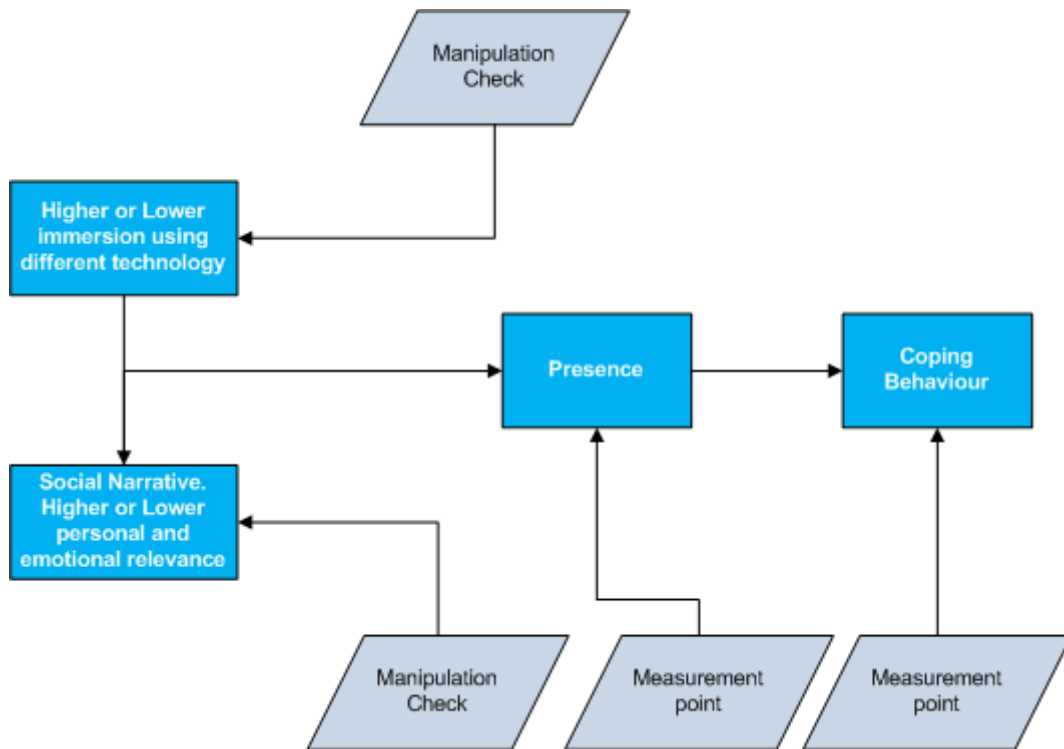 Manipulation
Check
Higher or Lower
immersion using
different technology
Presence
Coping
Behaviour
Social Narrative.
Higher or Lower
personal and
emotional relevance
Manipulation
Check
Measurement
point
Measurement
point